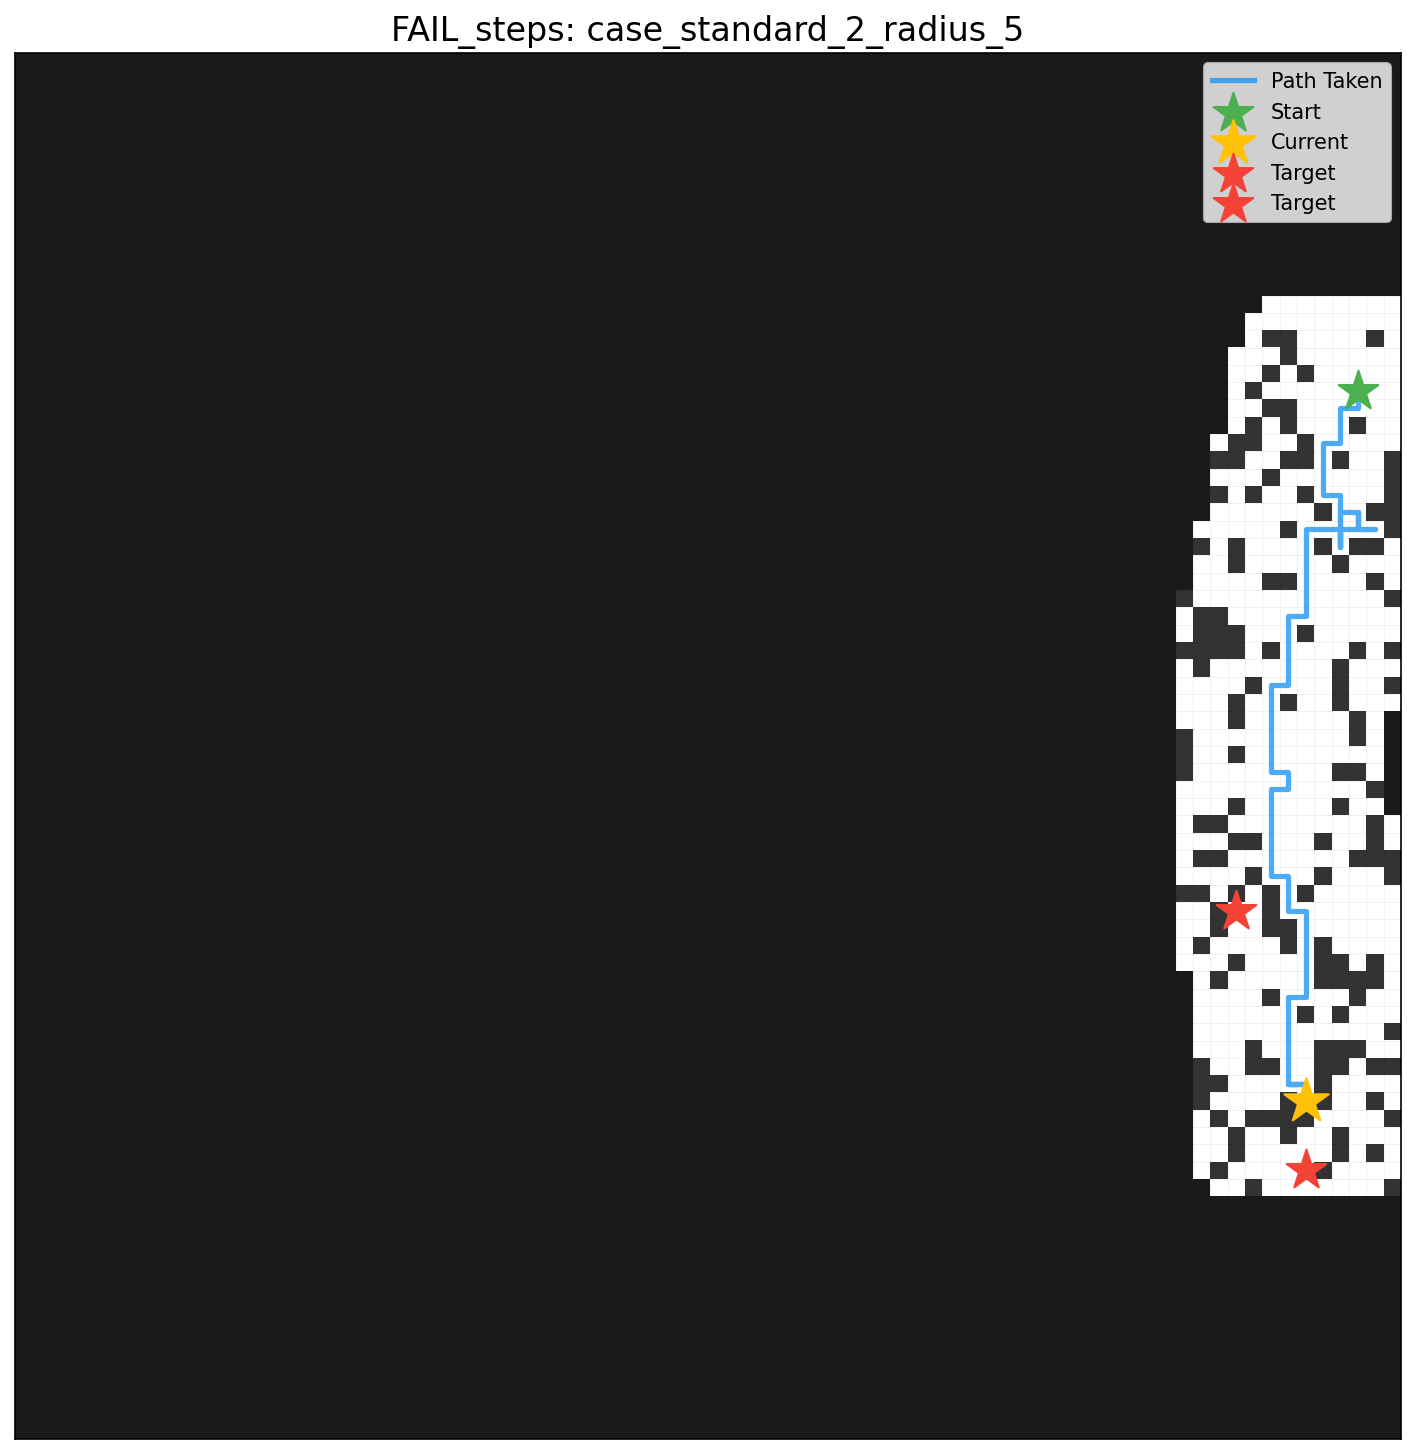 FAIL_steps: case_standard_2_radius_5
Path Taken
Start
Current
Target
Target